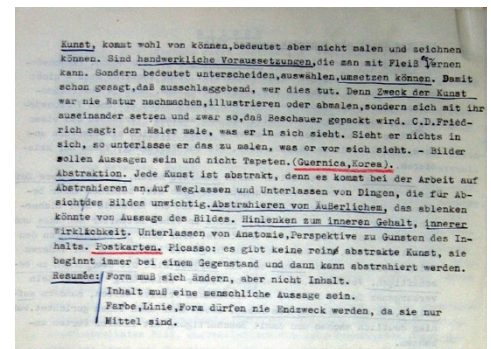 Kunst, kommt wohl von können,bedeutet aber nicht malen und zeichnen
können. Sind handwerkliche Voraussetzungen,die man mit Fleiß lernen
kann. Sondern bedeutet unterscheiden,auswählen,umsetzen können. Damit
schon gesagt,daß ausschlaggebend, wer dies tut. Denn Zweck der Kunst
war nie Natur nachmachen,illustrieren oder abmalen,sondern sich mit ihr
auseinander setzen und zwar so,daß Beschauer gepackt wird. C.D.Fried-
rich sagt: der Maler male, was er in sich sieht. Sieht er nichts in
sich, so unterlasse er das zu malen, was er vor sich sieht. - Bilder
sollen Aussagen sein und nicht Tapeten.(Guernica,Korea).
Abstraktion. Jede Kunst ist abstrakt, denn es kommt bei der Arbeit auf
Abstrahieren an.Auf Weglassen und Unterlassen von Dingen, die für Ab-
sicht des Bildes unwichtig.Abstrahieren von Äußerlichem, das ablenken
könnte von Aussage des Bildes. Hinlenken zum inneren Gehalt, innerer
Wirklichkeit. Unterlassen von Anatomie,Perspektive zu Gunsten des In-
halts. Postkarten. Picasso: es gibt keine rein abstrakte Kunst, sie
beginnt immer bei einem Gegenstand und dann kann abstrahiert werden.
Resumée: Form muß sich ändern, aber nicht Inhalt.
Inhalt muß eine menschliche Aussage sein.
Farbe,Linie,Form dürfen nie Endzweck werden, da sie nur
Mittel sind.